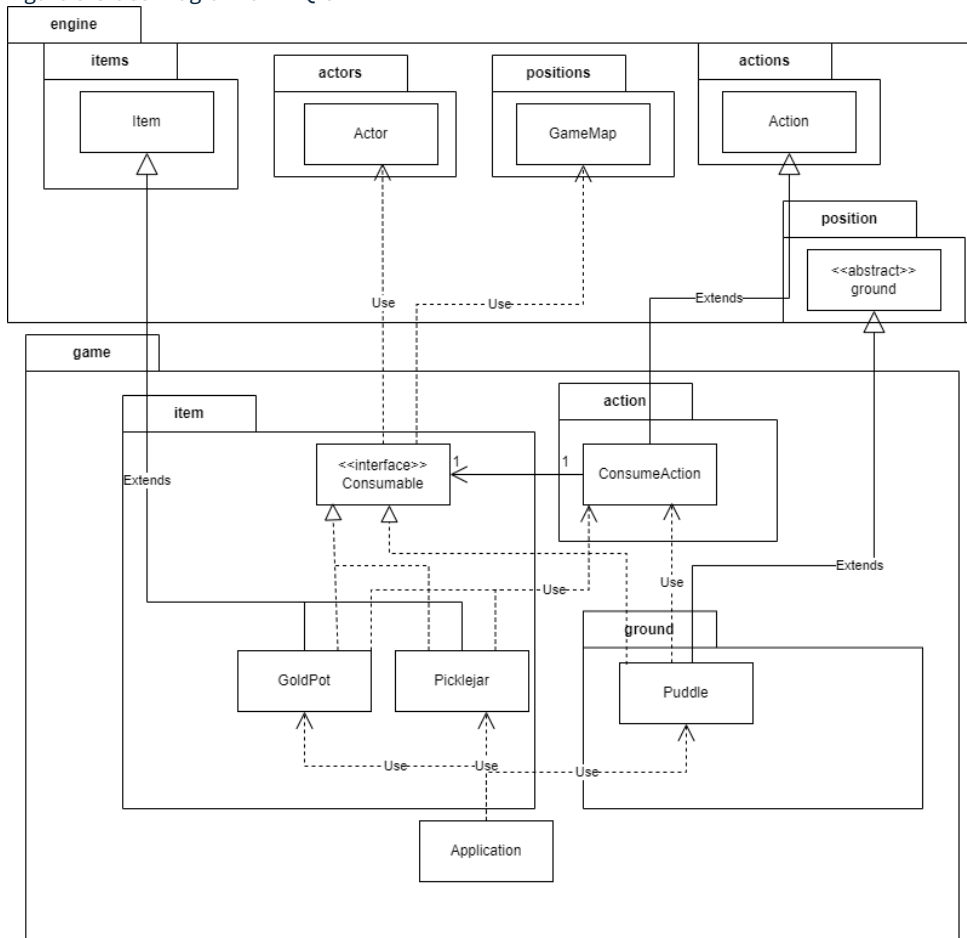 engine
items
actors
positions
actions
Item
Actor
GameMap
Action
position
<<abstract>>
ground
Use
Use
Extends
game
item
action
<<interface>>
Consumable
1
1
ConsumeAction
Extends
Extends
Use
Use
ground
GoldPot
Picklejar
Puddle
Use
Use
Use
Application